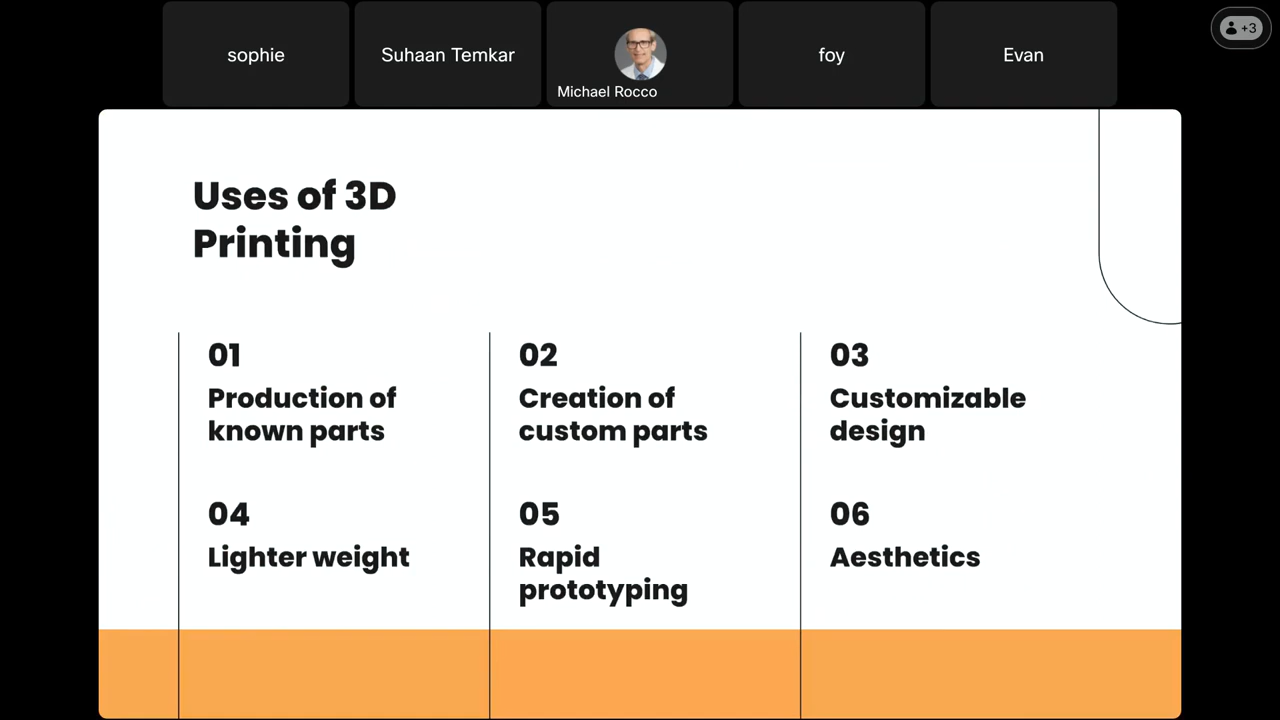 sophie
Suhaan Temkar
Michael Rocco
foy
Evan
+3
Uses of 3D
Printing
01
Production of
known parts
02
Creation of
custom parts
03
Customizable
design
04
Lighter weight
05
Rapid
prototyping
06
Aesthetics